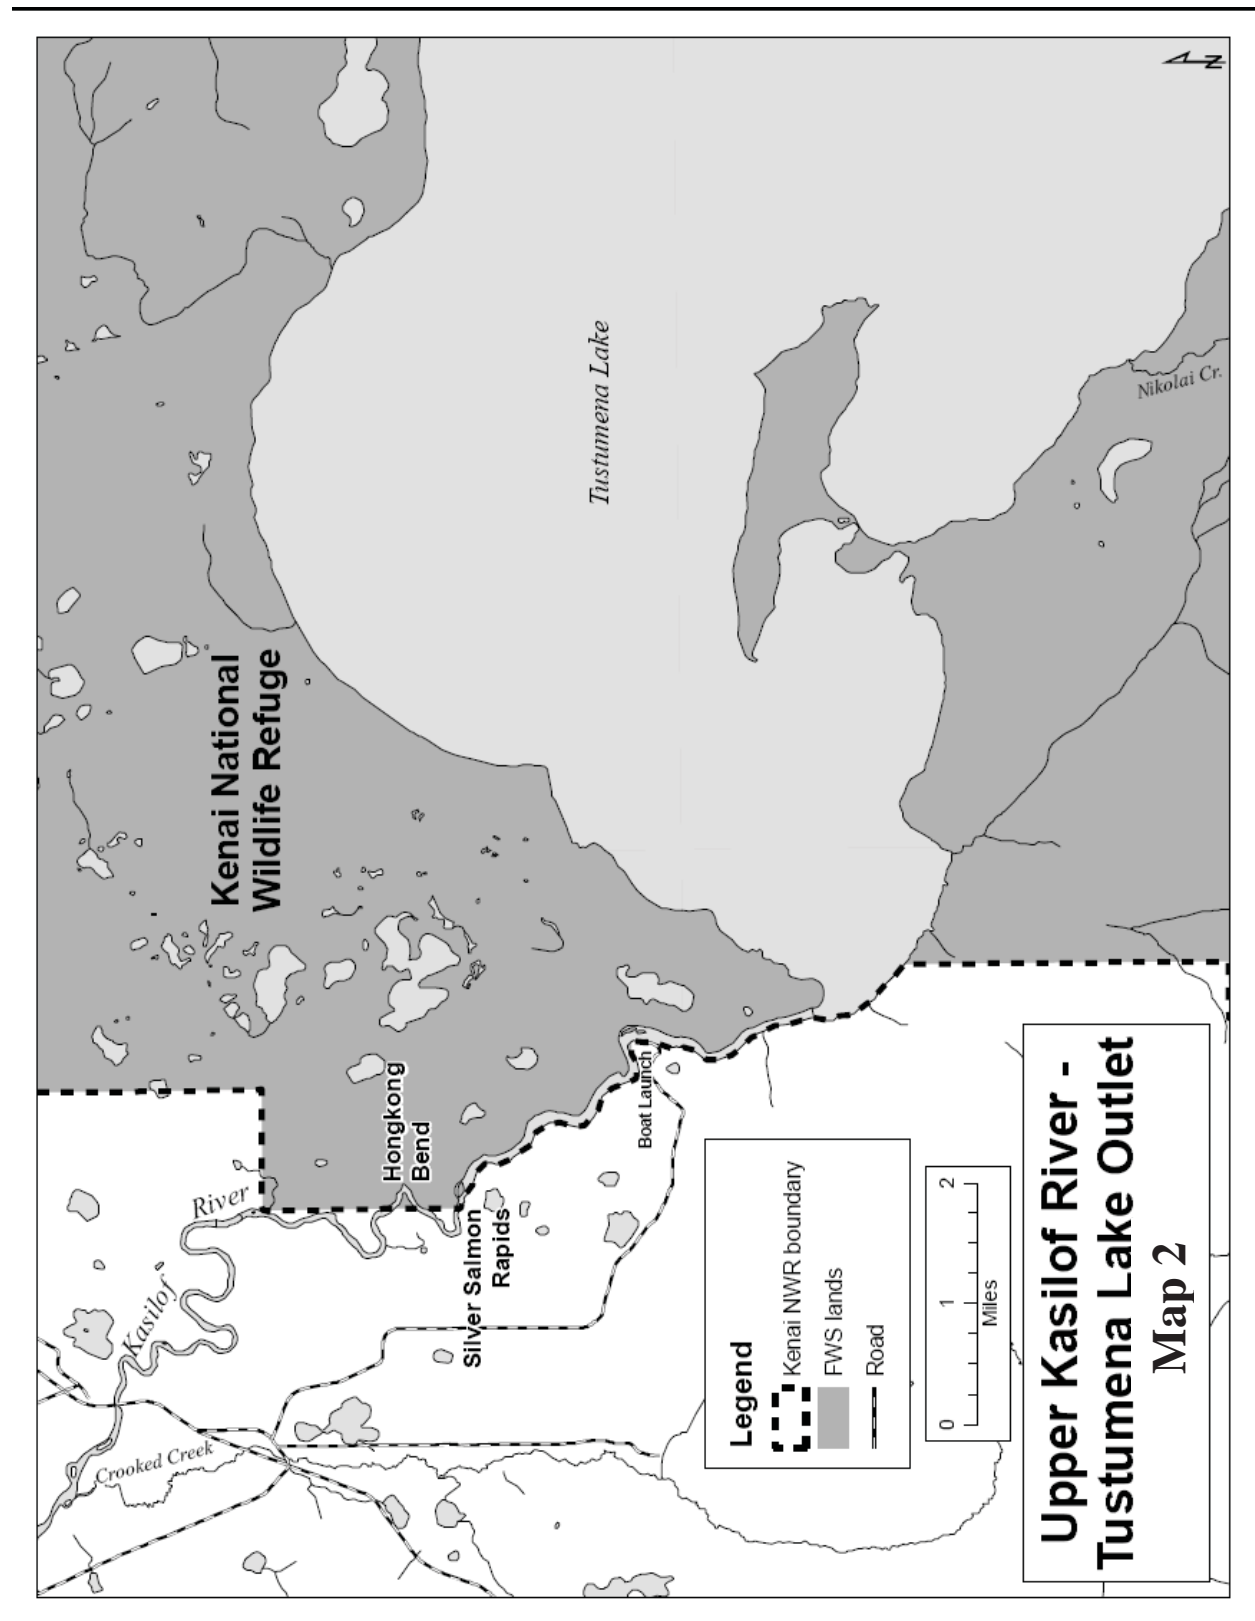 N
Tustumena Lake
Nikolai Cr.
Kenai National
Wildlife Refuge
Hongkong
Bend
Boat Launch
River
Kasilof
Silver Salmon
Rapids
Crooked Creek
Legend
Kenai NWR boundary
FWS lands
Road
0 1 2
Miles
Upper Kasilof River -
Tustumena Lake Outlet
Map 2